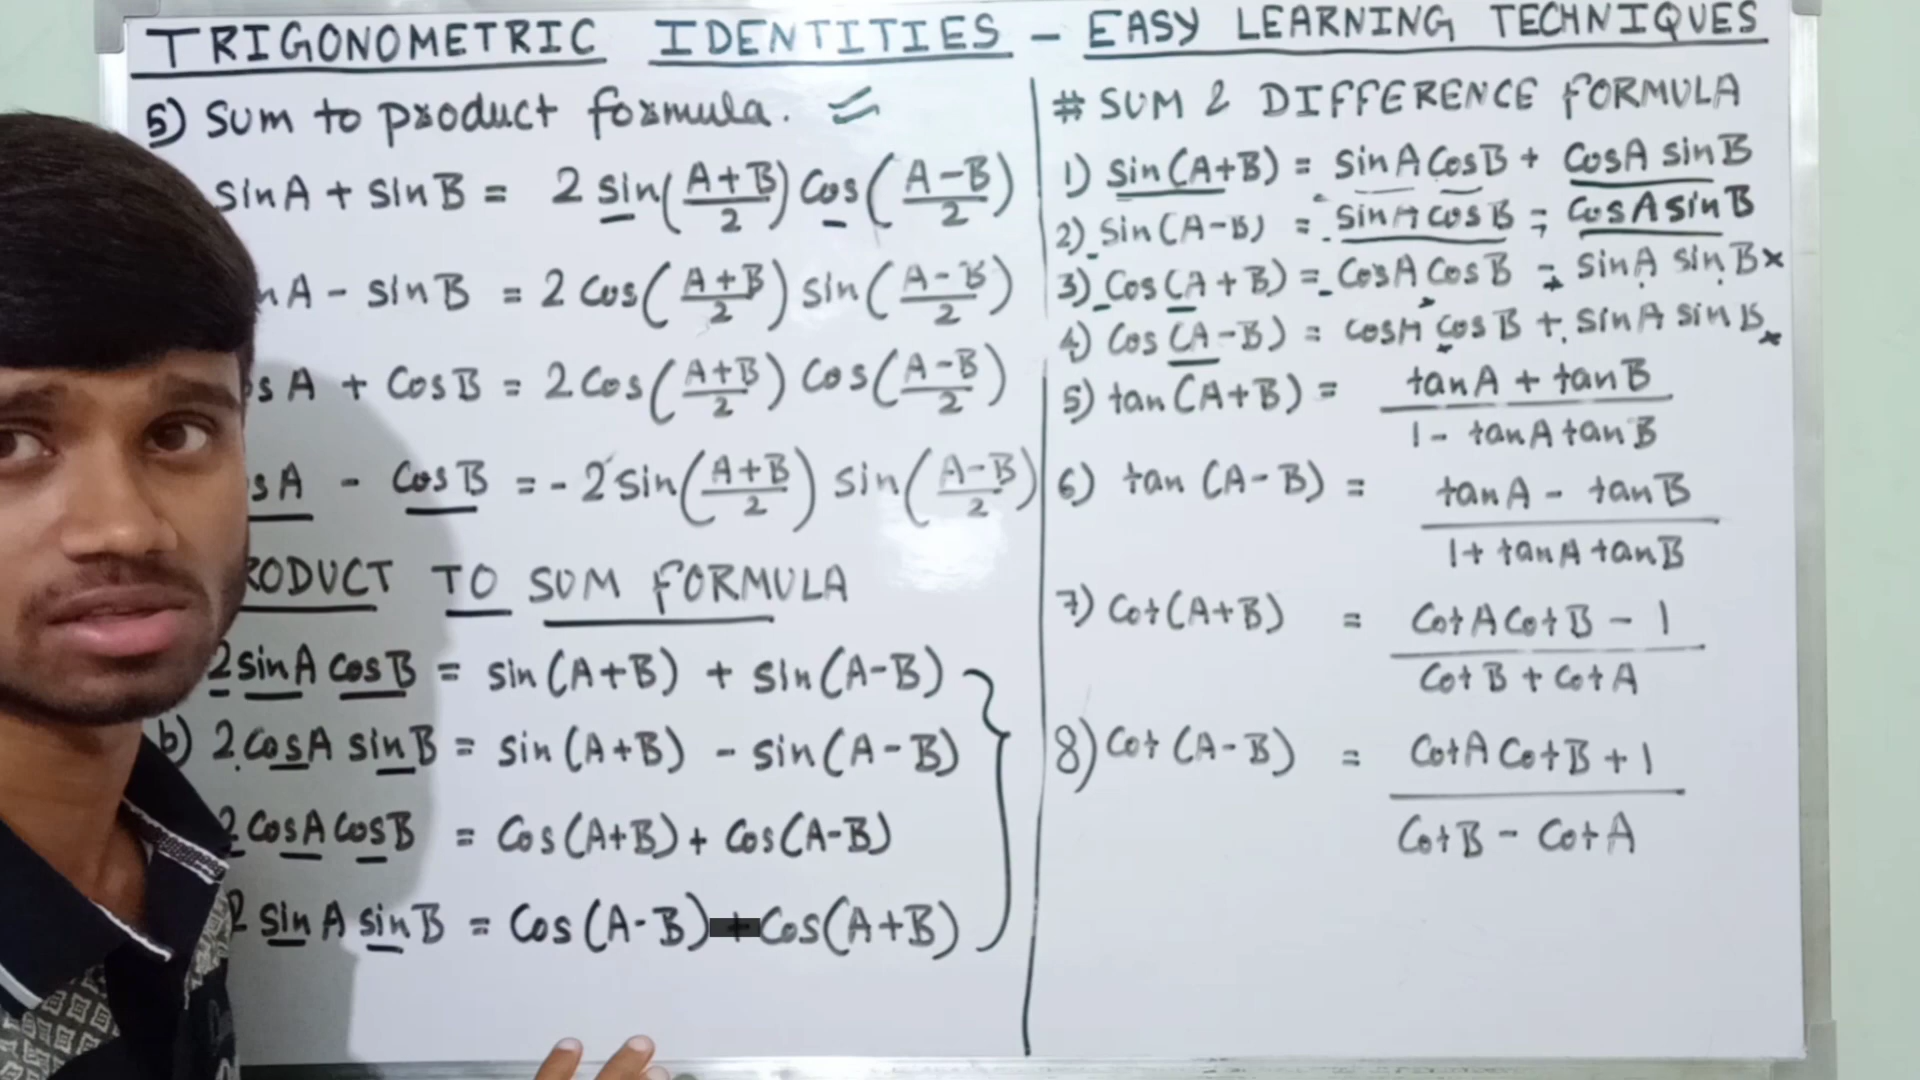 TRIGONOMETRIC IDENTITIES - EASY LEARNING TECHNIQUES
5) Sum to product formula.
sinA + sinB = 2 sin((A+B)/2) cos((A-B)/2)
A - sinB = 2 cos((A+B)/2) sin((A-B)/2)
A + CosB = 2 Cos((A+B)/2) Cos((A-B)/2)
A - CosB = -2 sin((A+B)/2) sin((A-B)/2)
RODUCT TO SUM FORMULA
2 sinA cosB = sin(A+B) + sin(A-B)
b) 2 cosA sinB = sin(A+B) - sin(A-B)
2 cosA cosB = Cos(A+B) + Cos(A-B)
2 sinA sinB = Cos(A-B) + Cos(A+B)
# SUM & DIFFERENCE FORMULA
1) sin(A+B) = sinA CosB + CosA sinB
2) sin(A-B) = sinA cosB - CosA sinB
3) Cos(A+B) = CosA CosB - sinA sinB
4) Cos(A-B) = cosA cosB + sinA sinB
5) tan(A+B) = (tanA + tanB)/(1 - tanA tanB)
6) tan(A-B) = (tanA - tanB)/(1 + tanA tanB)
7) Cot(A+B) = (CotA CotB - 1)/(CotB + CotA)
8) Cot(A-B) = (CotA CotB + 1)/(CotB - CotA)